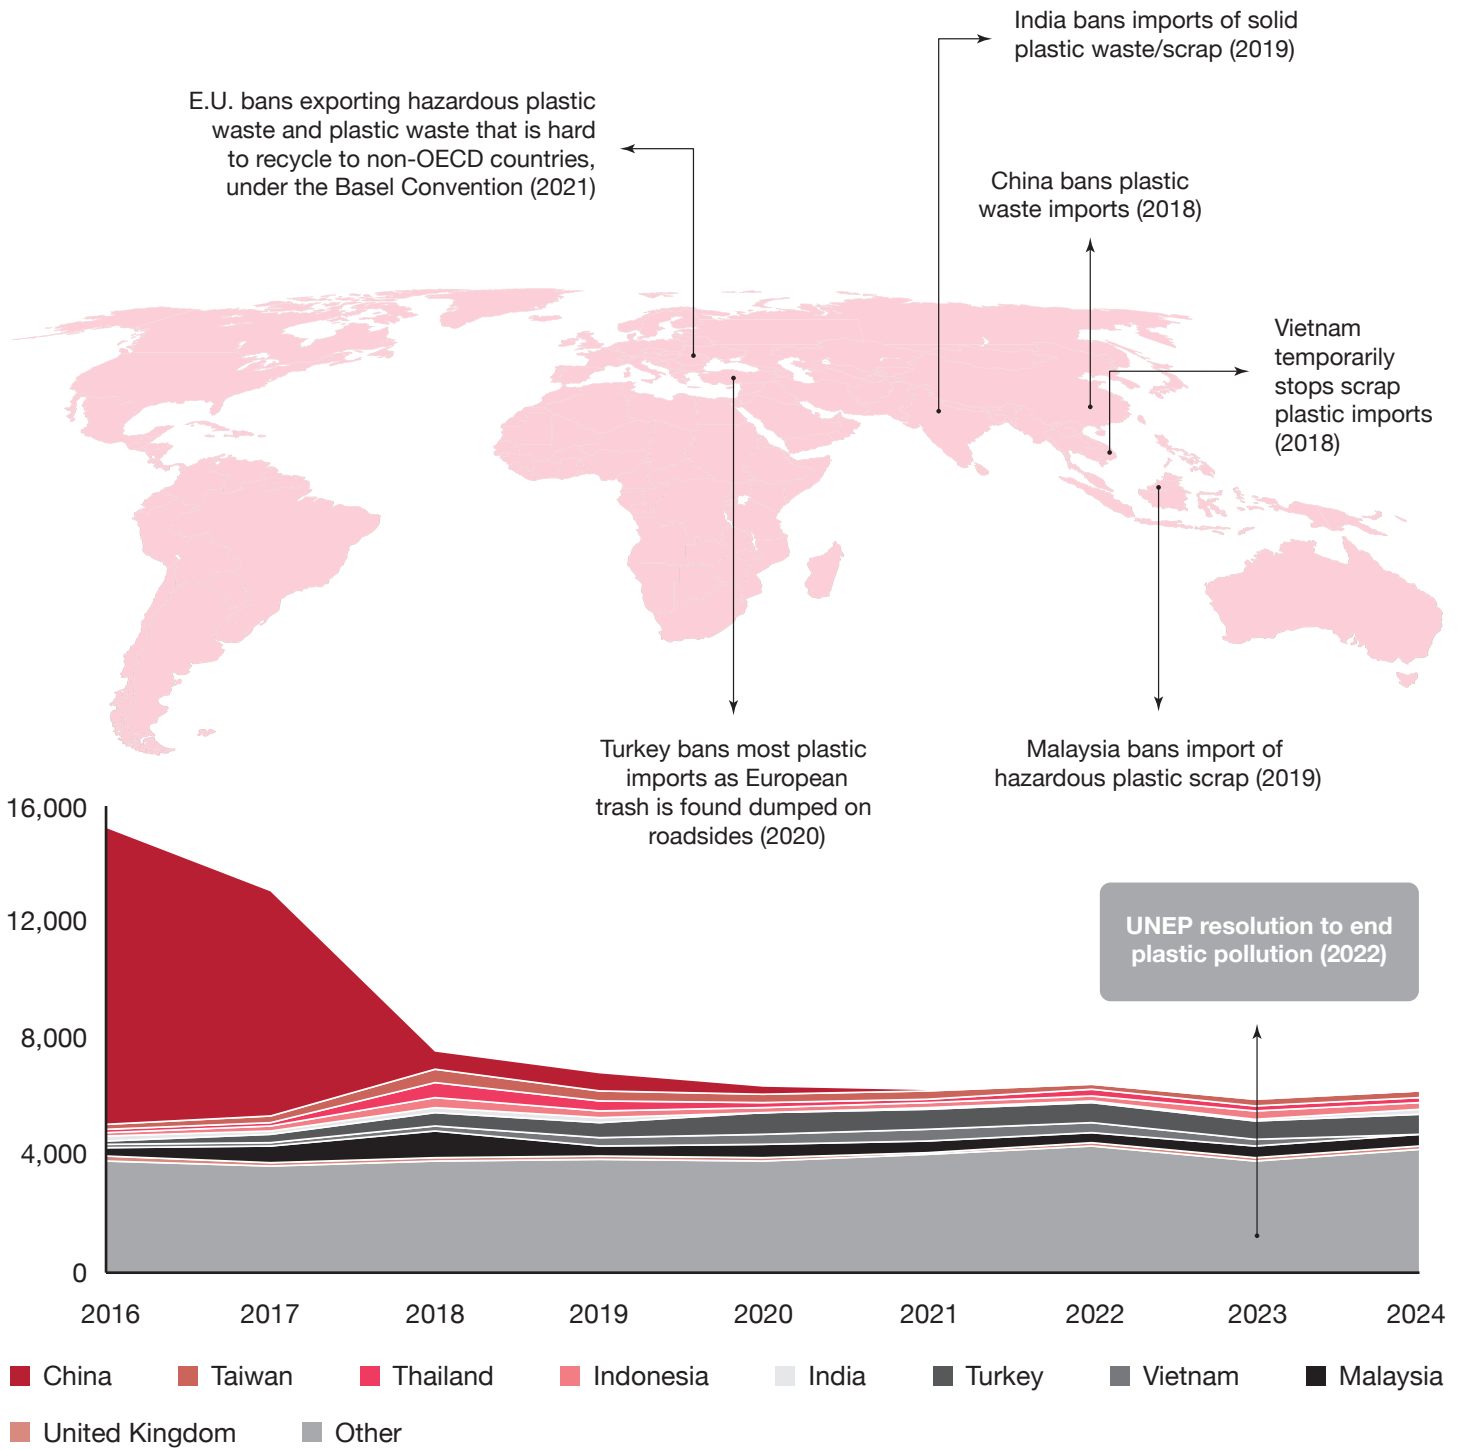 India bans imports of solid
plastic waste/scrap (2019)
E.U. bans exporting hazardous plastic
waste and plastic waste that is hard
to recycle to non-OECD countries,
under the Basel Convention (2021)
China bans plastic
waste imports (2018)
Vietnam
temporarily
stops scrap
plastic imports
(2018)
Turkey bans most plastic
imports as European
trash is found dumped on
roadsides (2020)
Malaysia bans import of
hazardous plastic scrap (2019)
16,000
12,000
8,000
4,000
0
UNEP resolution to end
plastic pollution (2022)
2016 2017 2018 2019 2020 2021 2022 2023 2024
China Taiwan Thailand Indonesia India Turkey Vietnam Malaysia
United Kingdom Other